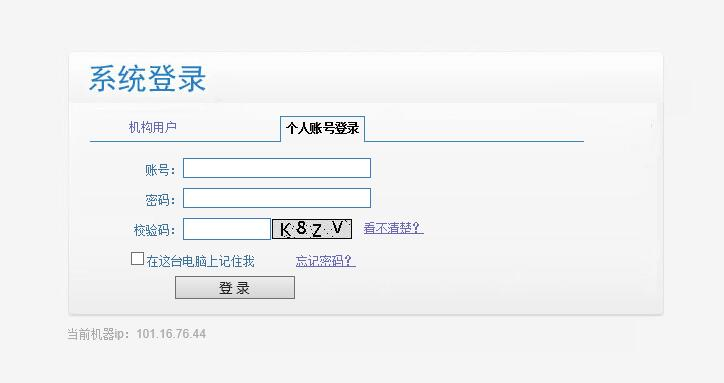 系统登录
机构用户 个人账号登录
账号：
密码：
校验码： K8ZV 看不清楚?
在这台电脑上记住我 忘记密码?
登 录
当前机器ip：101.16.76.44